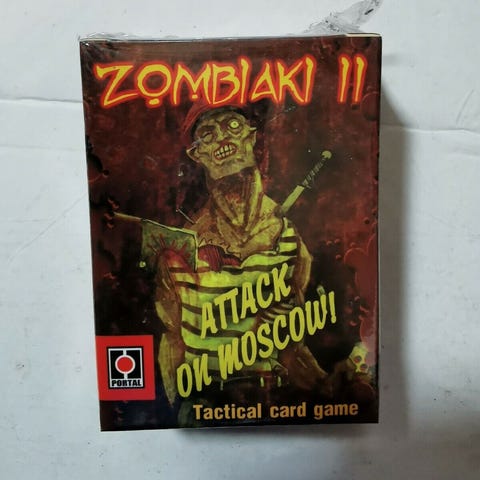 ZOMBIAKI II
ATTACK
ON MOSCOW!
PORTAL
Tactical card game